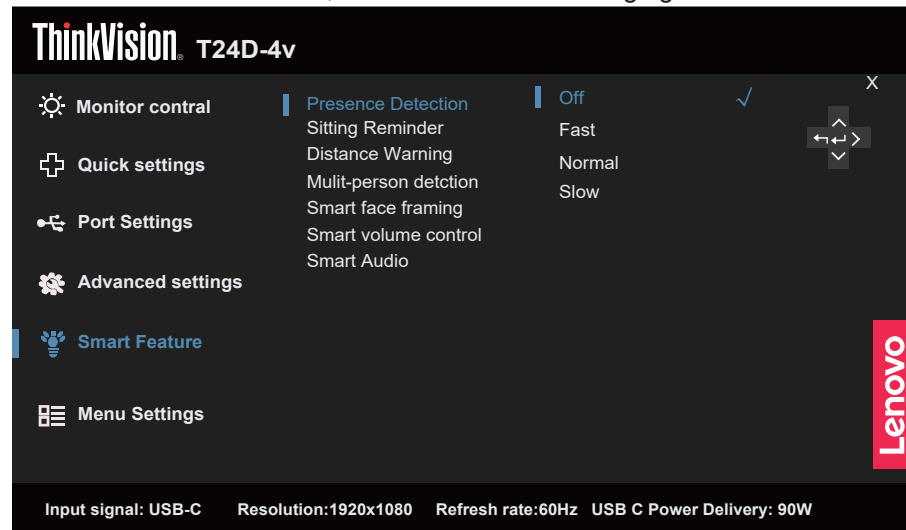 ThinkVision® T24D-4v
X
Monitor contral
Quick settings
Port Settings
Advanced settings
Smart Feature
Menu Settings
Presence Detection
Sitting Reminder
Distance Warning
Mulit-person detction
Smart face framing
Smart volume control
Smart Audio
Off √
Fast
Normal
Slow
Lenovo
Input signal: USB-C Resolution:1920x1080 Refresh rate:60Hz USB C Power Delivery: 90W